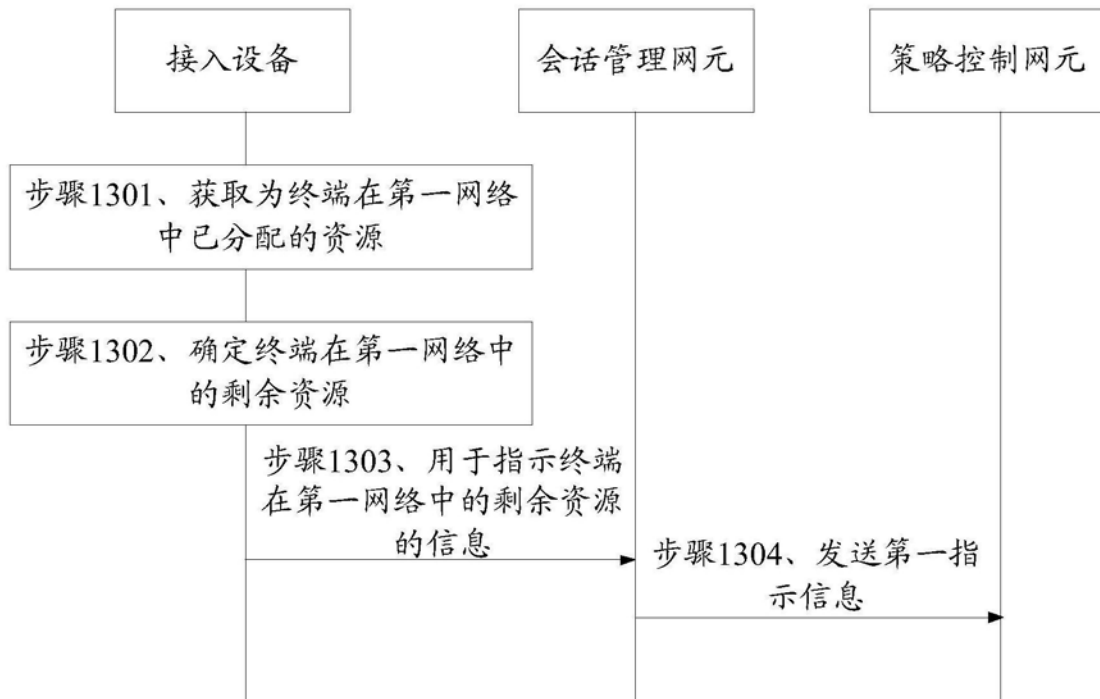 接入设备
会话管理网元
策略控制网元
步骤1301、获取为终端在第一网络
中已分配的资源
步骤1302、确定终端在第一网络中
的剩余资源
步骤1303、用于指示终端
在第一网络中的剩余资源
的信息
步骤1304、发送第一指
示信息